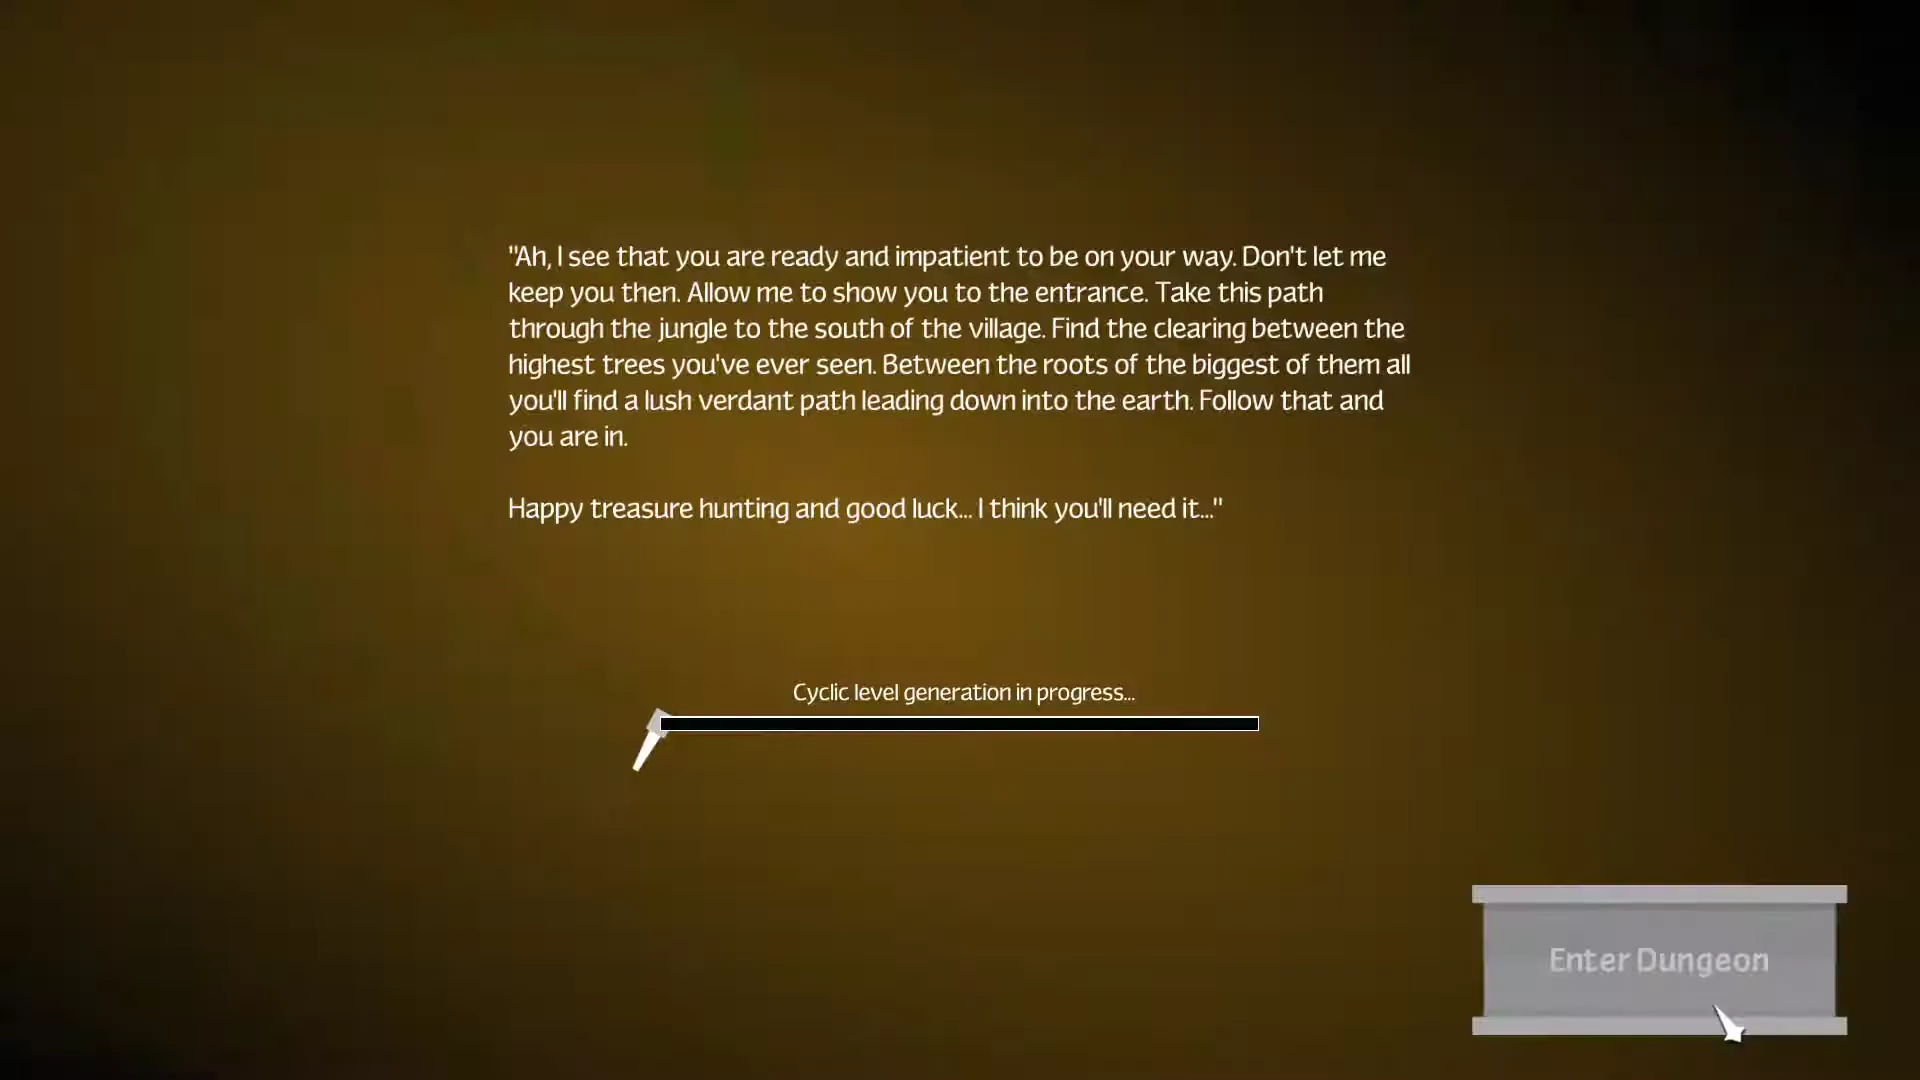 "Ah, I see that you are ready and impatient to be on your way. Don't let me
keep you then. Allow me to show you to the entrance. Take this path
through the jungle to the south of the village. Find the clearing between the
highest trees you've ever seen. Between the roots of the biggest of them all
you'll find a lush verdant path leading down into the earth. Follow that and
you are in.
Happy treasure hunting and good luck... I think you'll need it..."
Cyclic level generation in progress...
Enter Dungeon